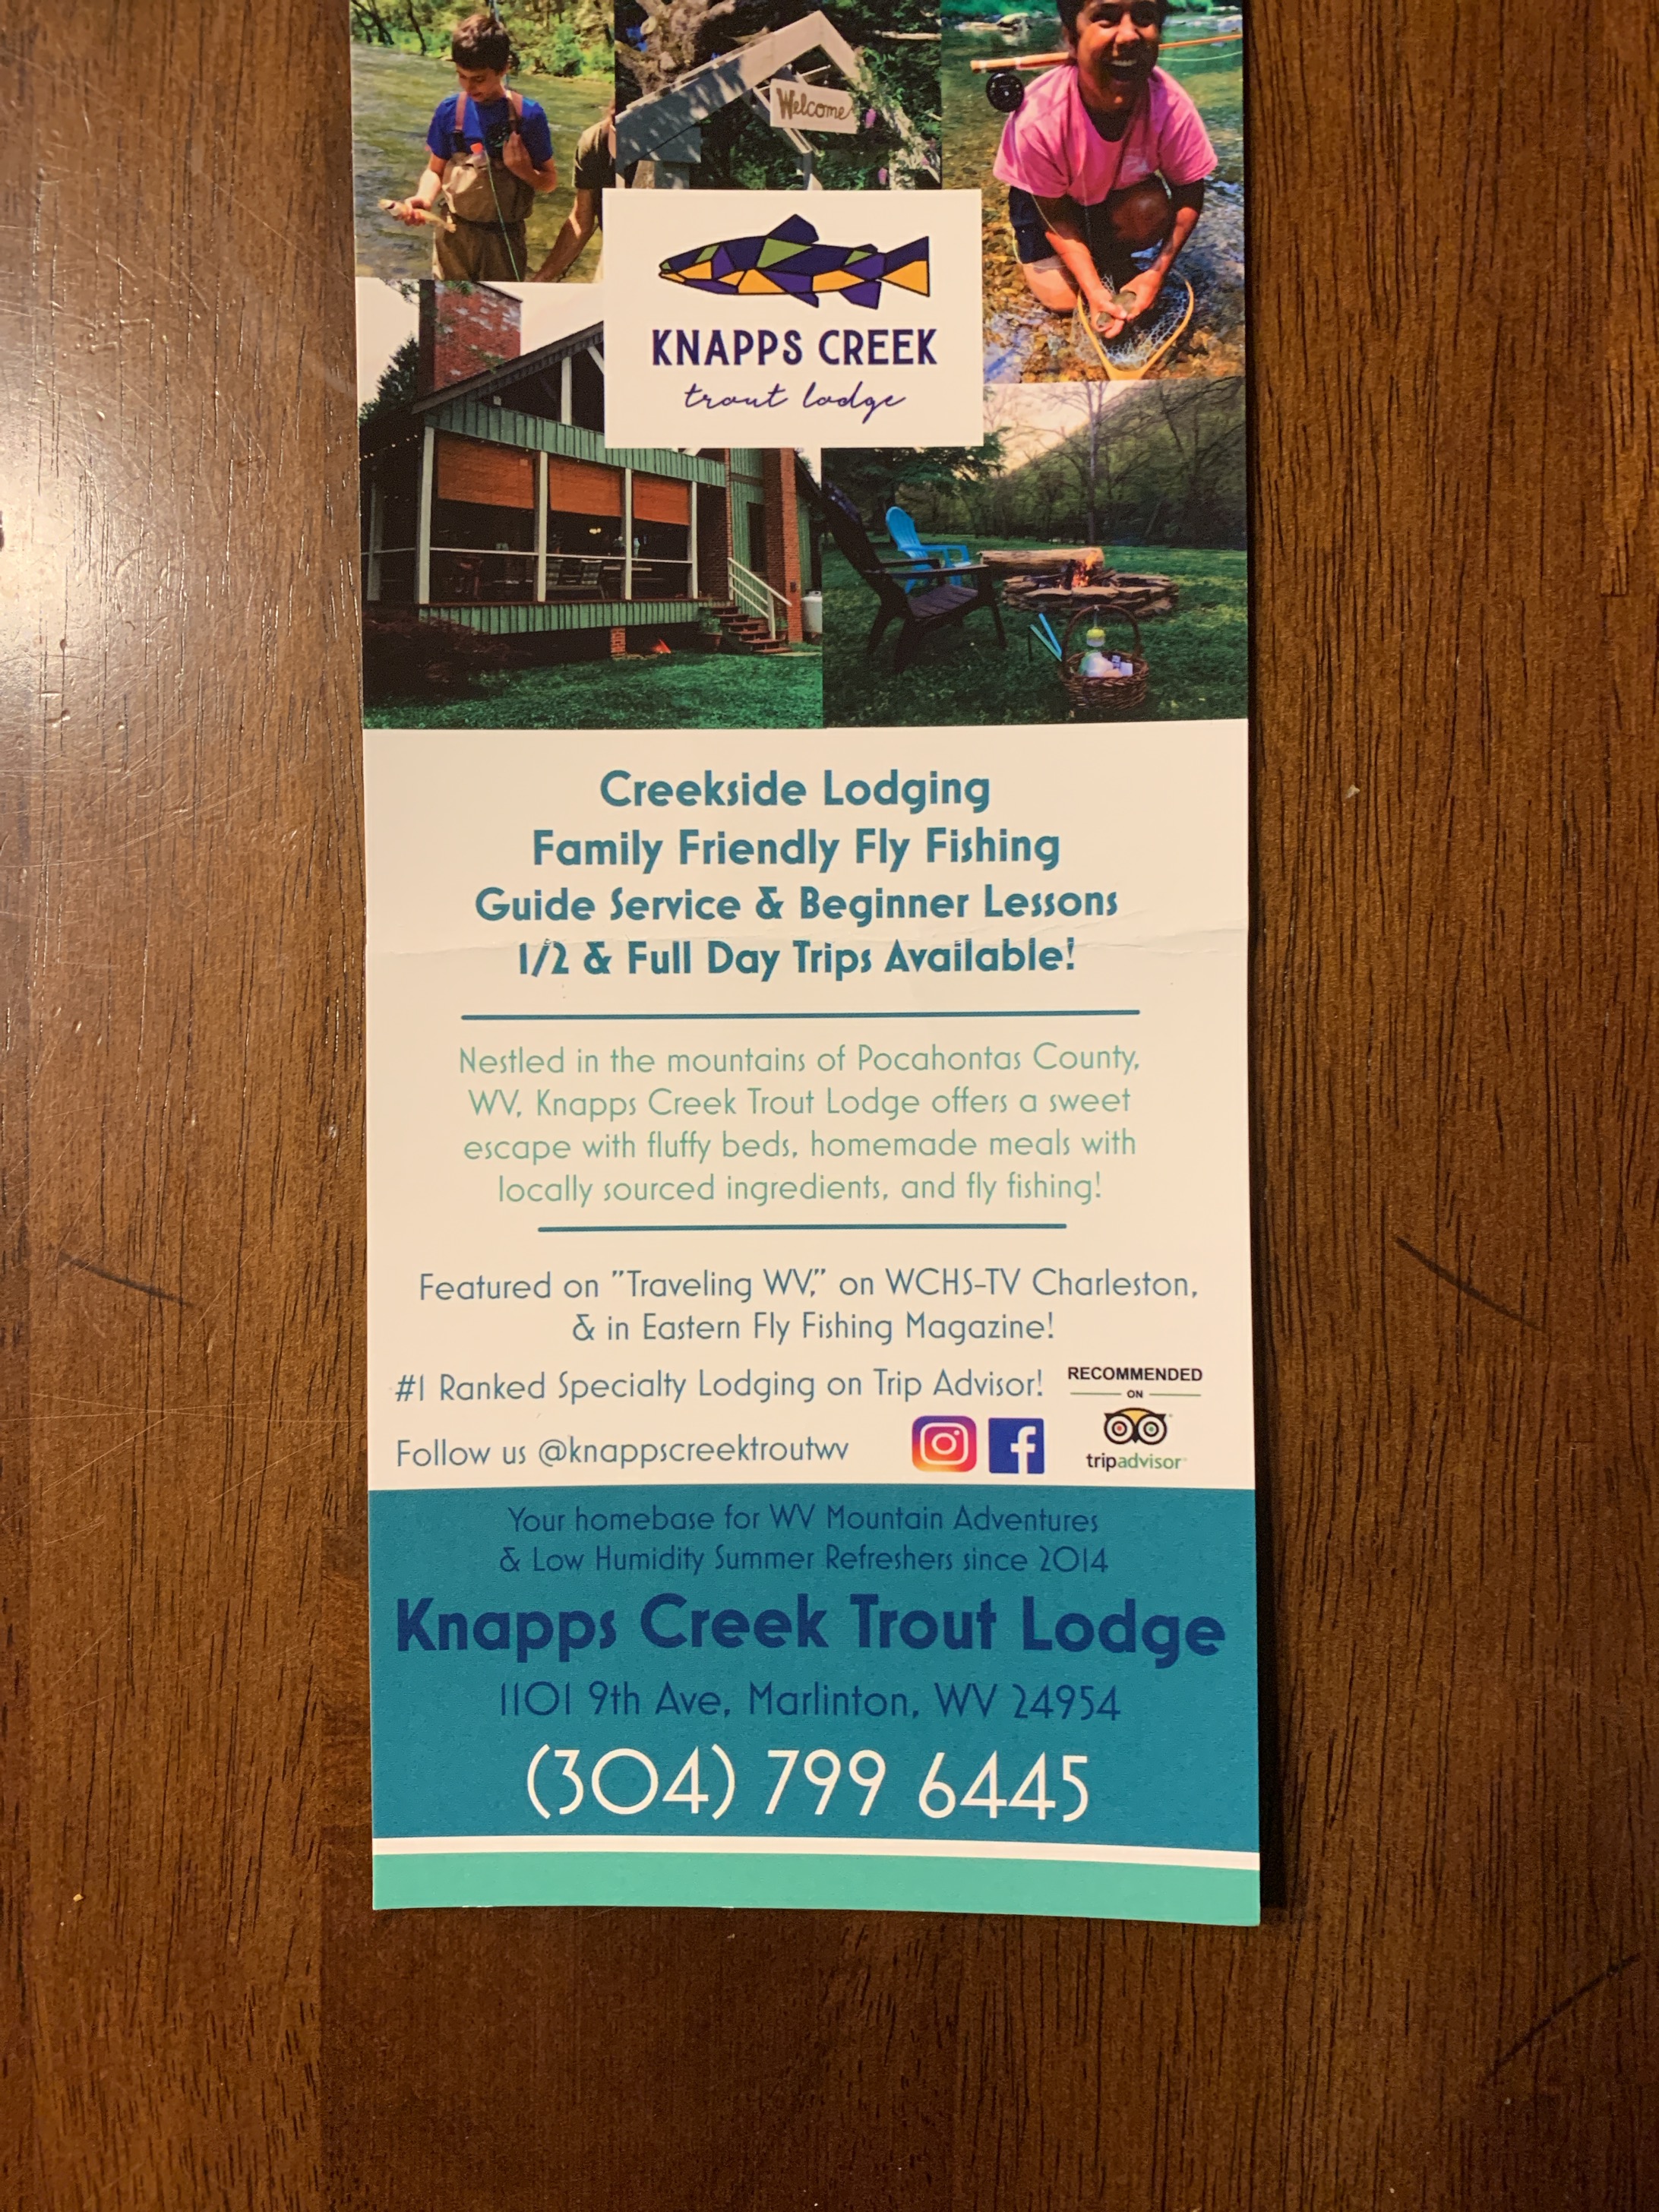 Welcome
KNAPPS CREEK
trout lodge
Creekside Lodging
Family Friendly Fly Fishing
Guide Service & Beginner Lessons
1/2 & Full Day Trips Available!
Nestled in the mountains of Pocahontas County,
WV, Knapps Creek Trout Lodge offers a sweet
escape with fluffy beds, homemade meals with
locally sourced ingredients, and fly fishing!
Featured on "Traveling WV," on WCHS-TV Charleston,
& in Eastern Fly Fishing Magazine!
#1 Ranked Specialty Lodging on Trip Advisor!
RECOMMENDED
ON
tripadvisor
Follow us @knappscreektroutwv
Your homebase for WV Mountain Adventures
& Low Humidity Summer Refreshers since 2014
Knapps Creek Trout Lodge
1101 9th Ave, Marlinton, WV 24954
(304) 799 6445